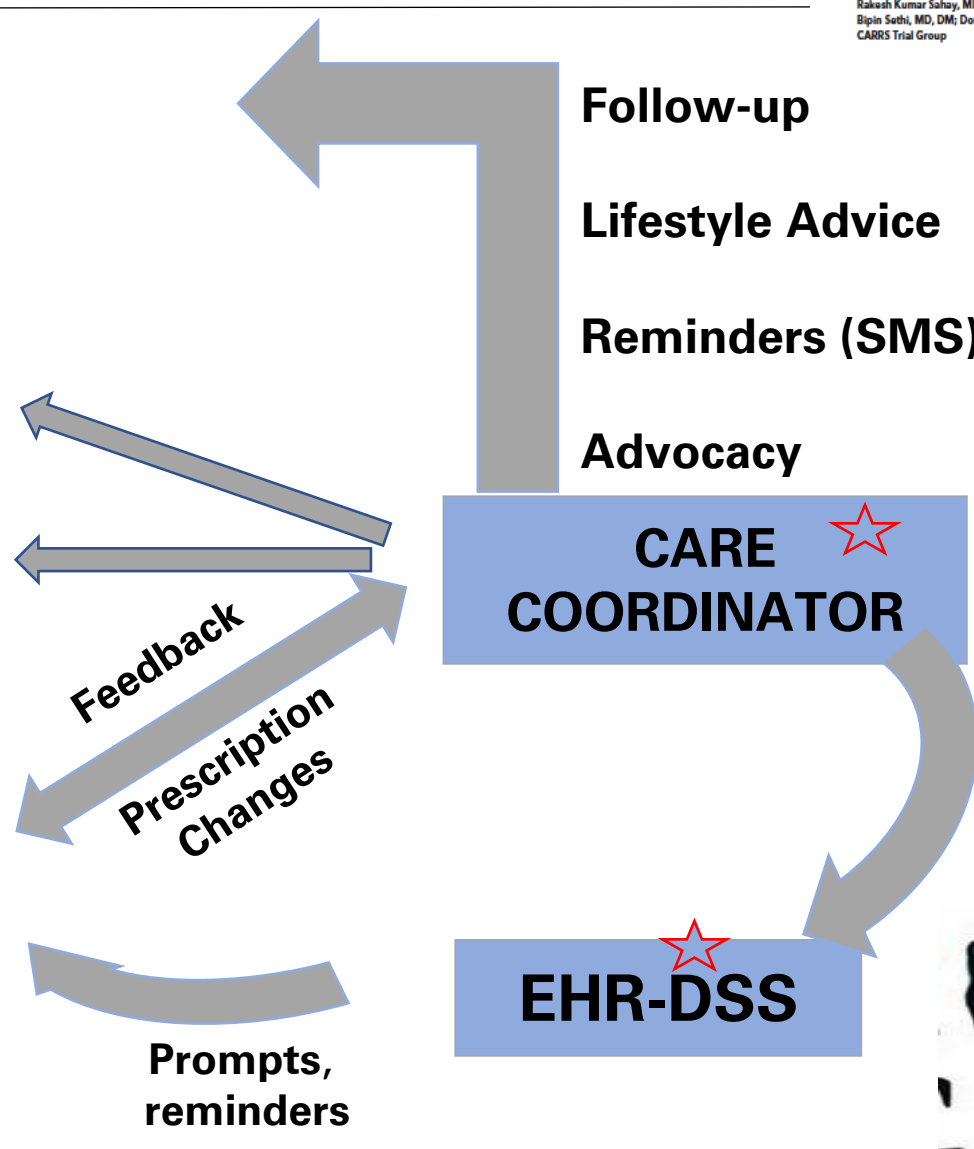 Rakesh Kumar Sahay, M
Bipin Sethi, MD, DM; Do
CARRS Trial Group
Follow-up
Lifestyle Advice
Reminders (SMS)
Advocacy
CARE
COORDINATOR
Feedback
Prescription
Changes
EHR-DSS
Prompts,
reminders